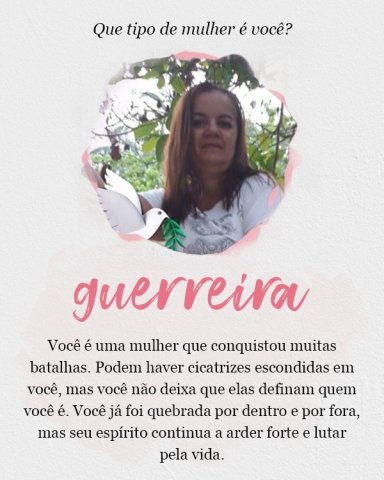 Que tipo de mulher é você?
guerreira
Você é uma mulher que conquistou muitas
batalhas. Podem haver cicatrizes escondidas em
você, mas você não deixa que elas definam quem
você é. Você já foi quebrada por dentro e por fora,
mas seu espírito continua a arder forte e lutar
pela vida.